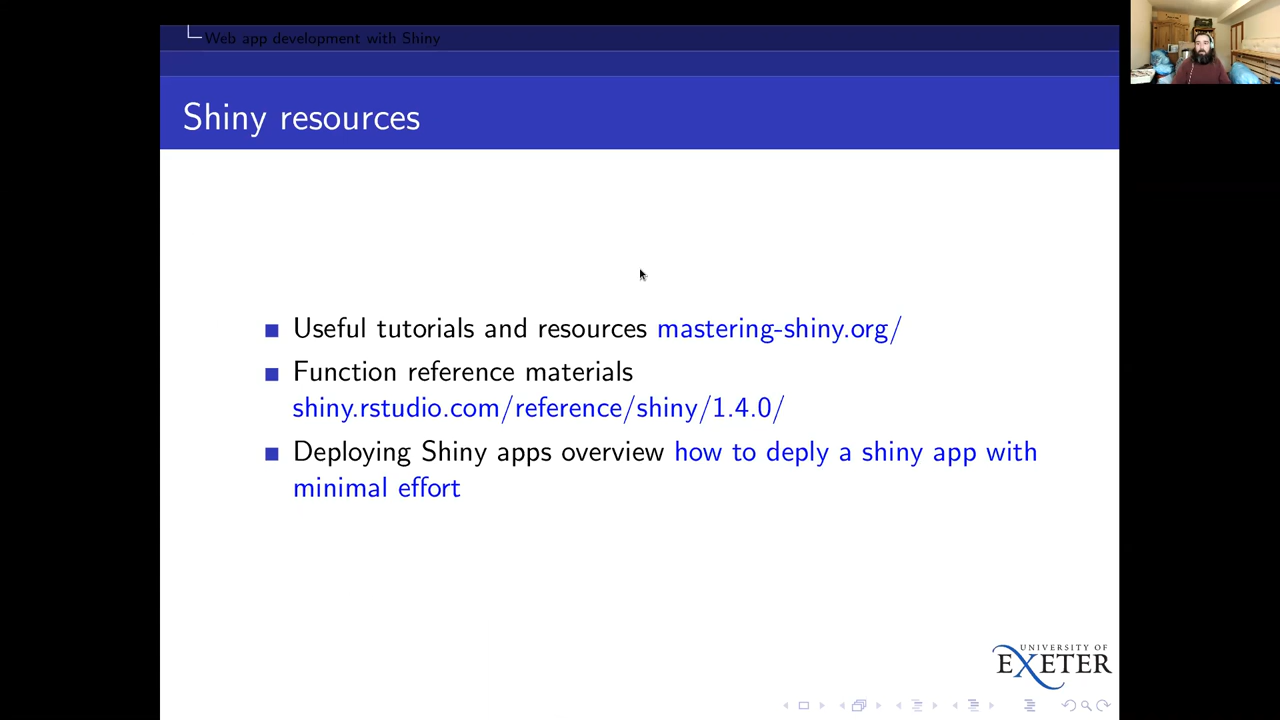 Web app development with Shiny
Shiny resources
Useful tutorials and resources mastering-shiny.org/
Function reference materials
shiny.rstudio.com/reference/shiny/1.4.0/
Deploying Shiny apps overview how to deply a shiny app with
minimal effort
UNIVERSITY OF
EXETER